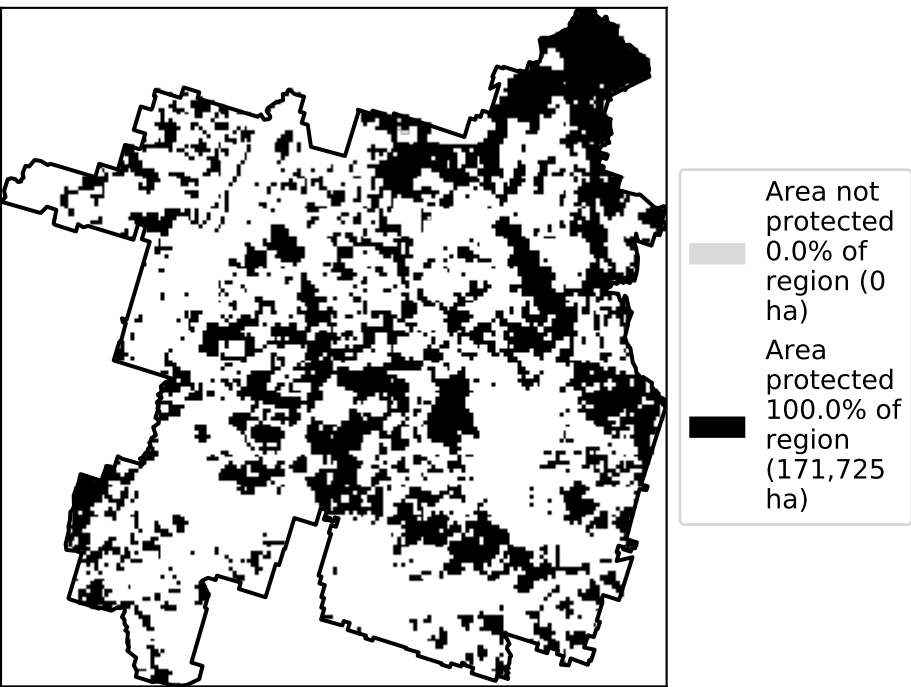 Area not
protected
0.0% of
region (0
ha)
Area
protected
100.0% of
region
(171,725
ha)